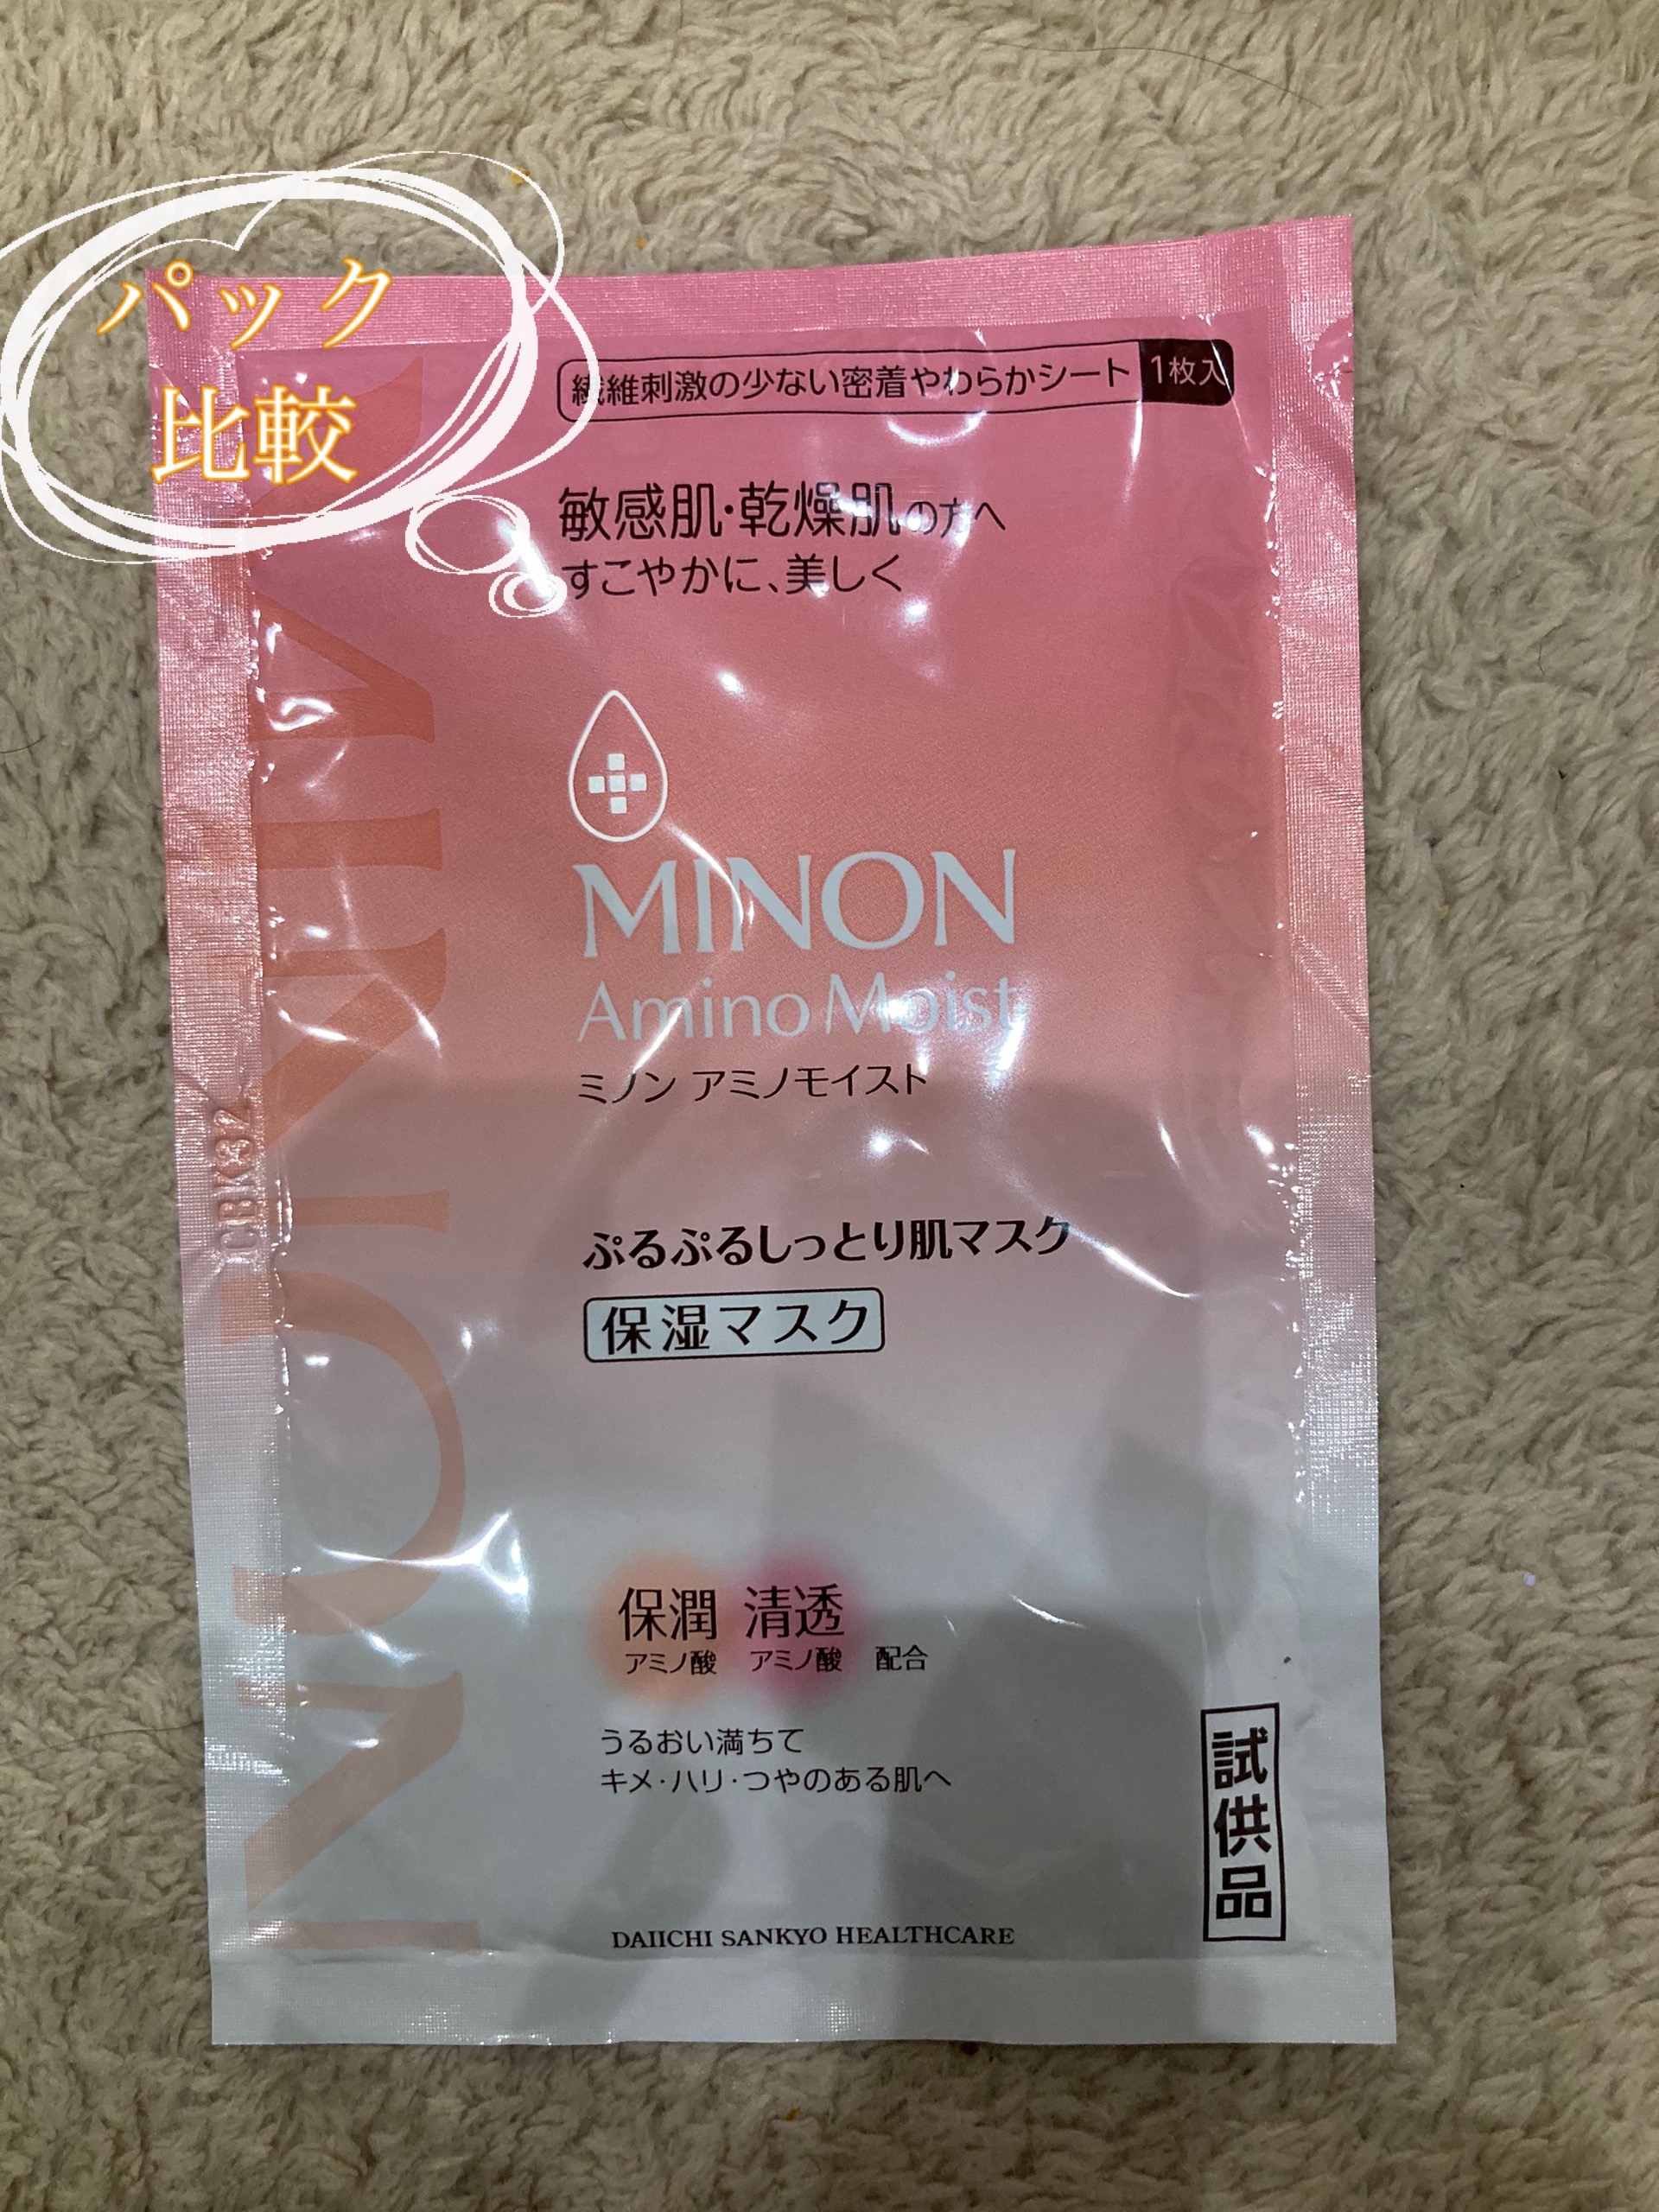 パック
比較
繊維刺激の少ない密着やわらかシート 1枚入
敏感肌・乾燥肌の方へ
すこやかに、美しく
MINON
Amino Moist
ミノン アミノモイスト
ぷるぷるしっとり肌マスク
保湿マスク
保潤 清透
アミノ酸 アミノ酸 配合
うるおい満ちて
キメ・ハリ・つやのある肌へ
試供品
DAIICHI SANKYO HEALTHCARE
MINON
CBK32